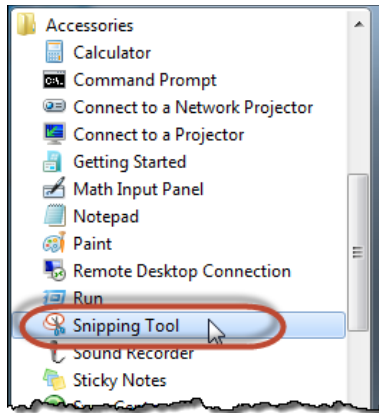 Accessories
Calculator
Command Prompt
Connect to a Network Projector
Connect to a Projector
Getting Started
Math Input Panel
Notepad
Paint
Remote Desktop Connection
Run
Snipping Tool
Sound Recorder
Sticky Notes